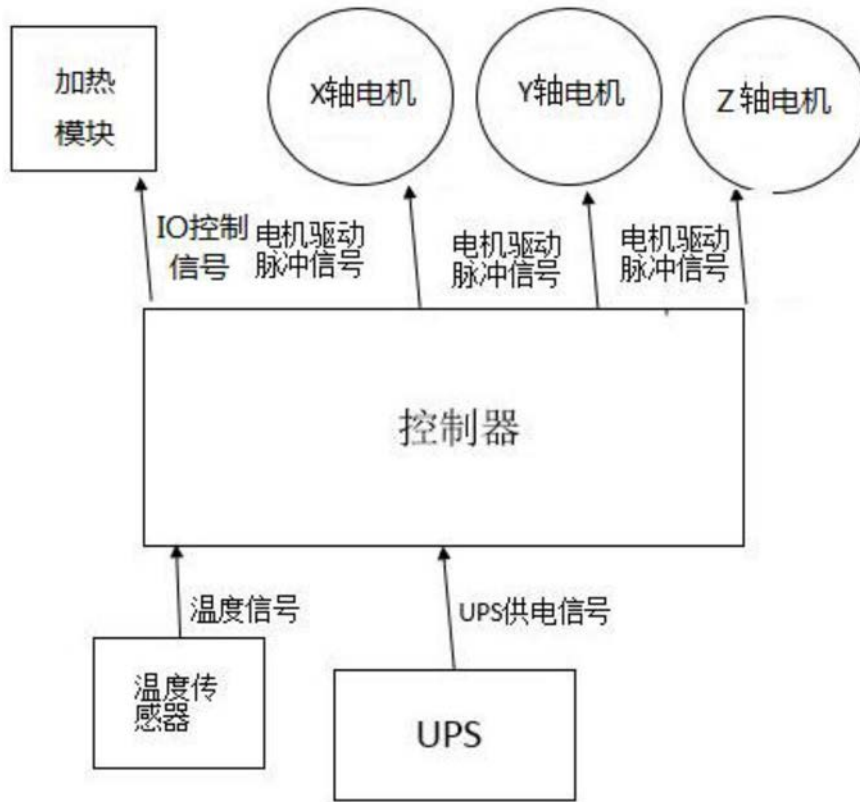 加热
模块
X轴电机
Y轴电机
Z 轴电机
IO控制
信号
电机驱动
脉冲信号
电机驱动
脉冲信号
电机驱动
脉冲信号
控制器
温度信号
UPS供电信号
温度传
感器
UPS